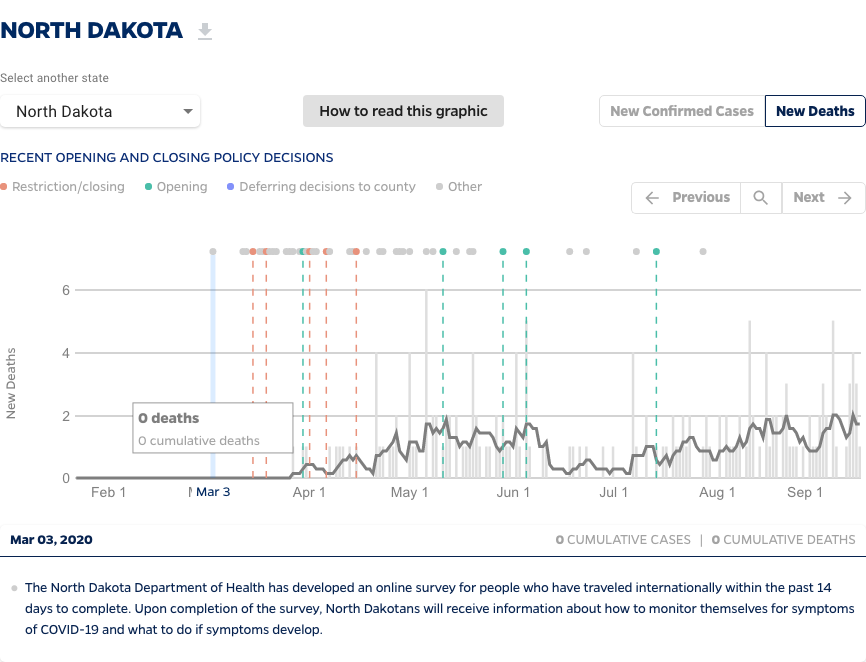 NORTH DAKOTA
Select another state
North Dakota
How to read this graphic
New Confirmed Cases
New Deaths
RECENT OPENING AND CLOSING POLICY DECISIONS
Restriction/closing
Opening
Deferring decisions to county
Other
Previous
Next
6
4
2
0
New Deaths
0 deaths
0 cumulative deaths
Feb 1
Mar 3
Apr 1
May 1
Jun 1
Jul 1
Aug 1
Sep 1
Mar 03, 2020
0 CUMULATIVE CASES | 0 CUMULATIVE DEATHS
The North Dakota Department of Health has developed an online survey for people who have traveled internationally within the past 14
days to complete. Upon completion of the survey, North Dakotans will receive information about how to monitor themselves for symptoms
of COVID-19 and what to do if symptoms develop.